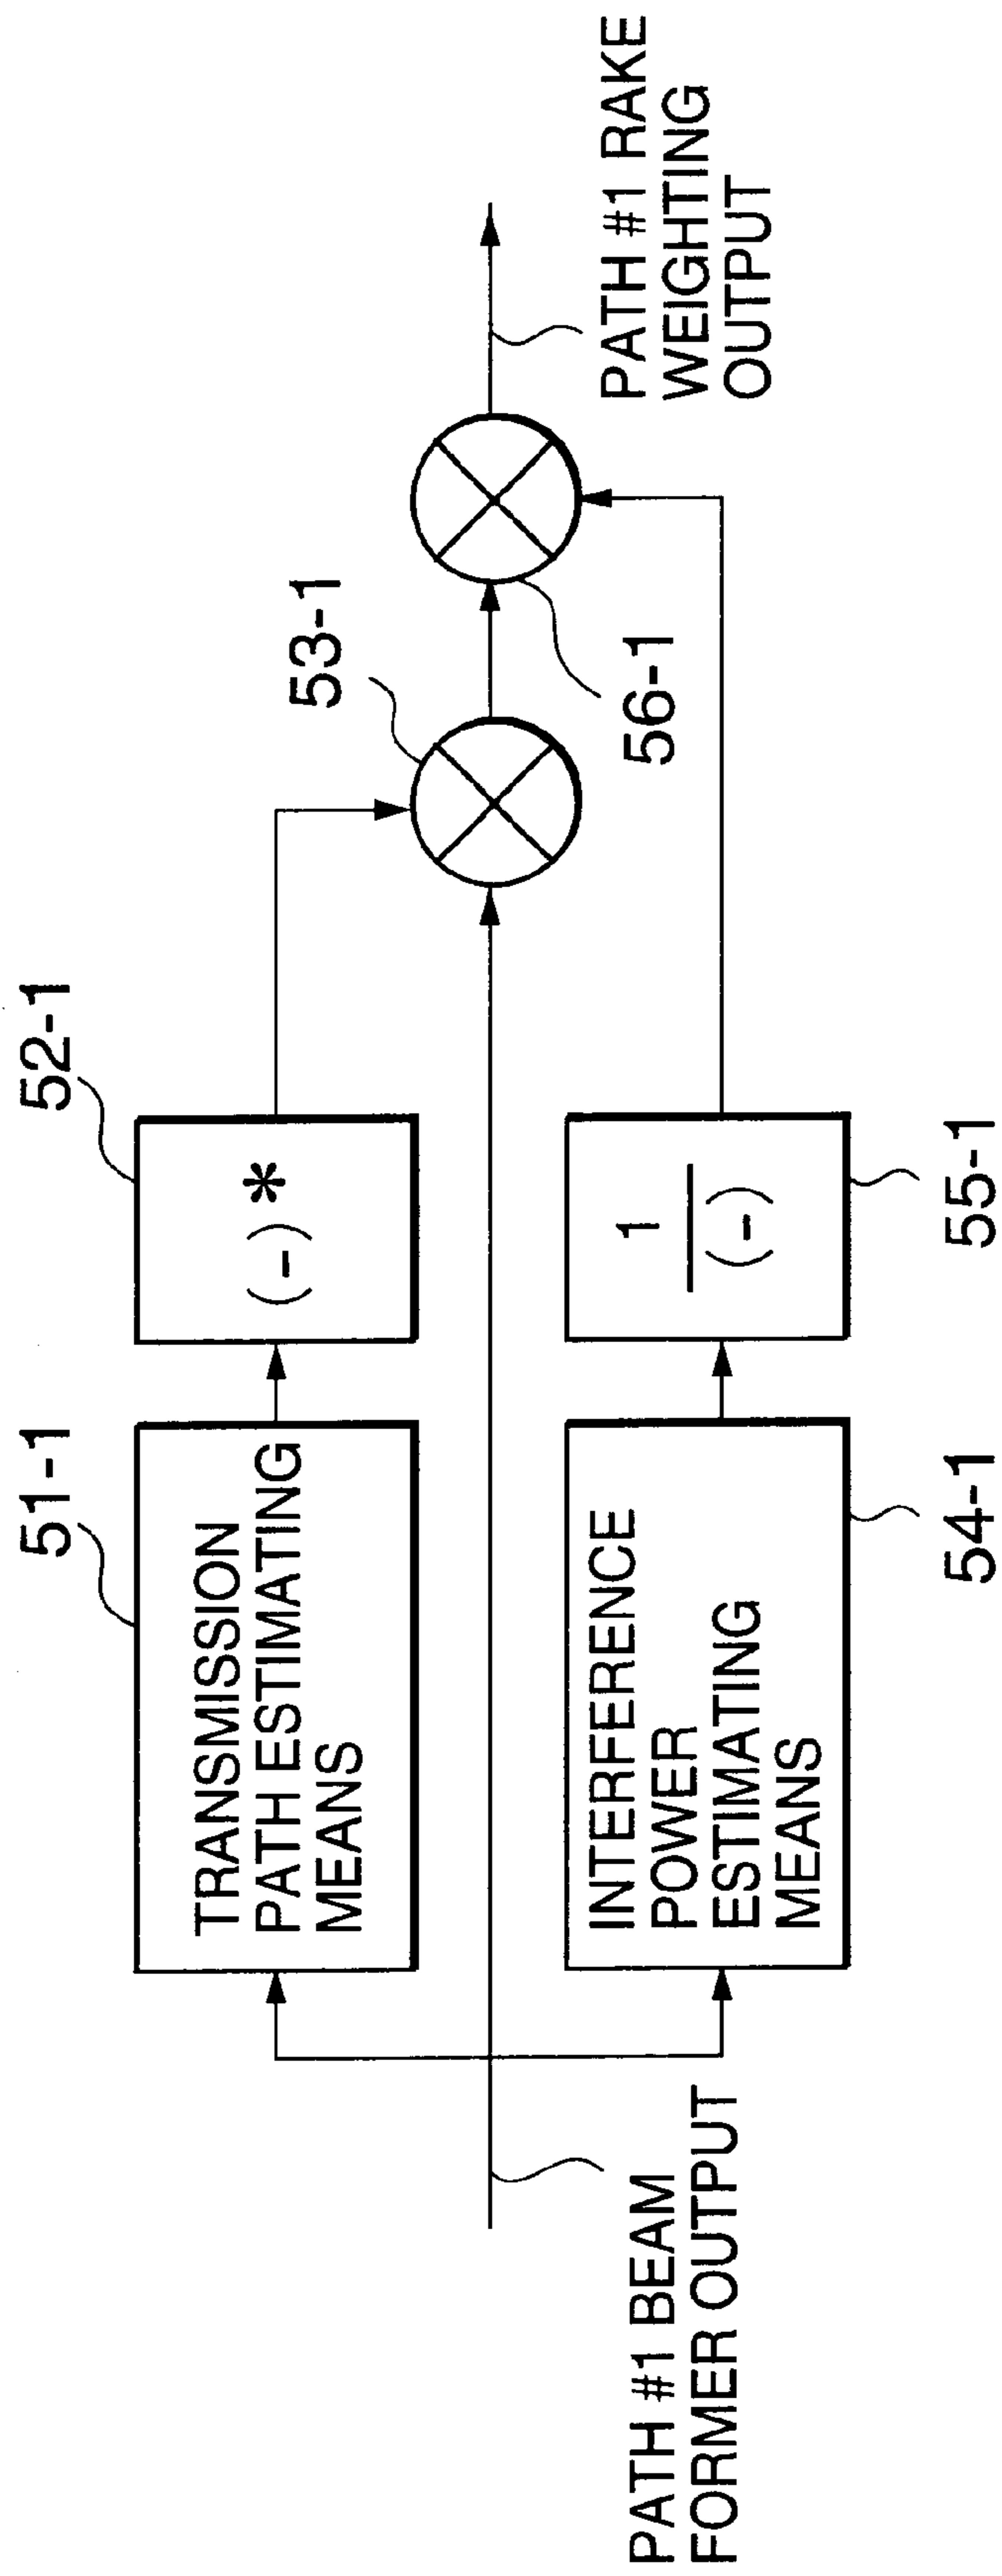 51-1
TRANSMISSION
PATH ESTIMATING
MEANS
52-1
(-)*
53-1
56-1
PATH #1 RAKE
WEIGHTING
OUTPUT
PATH #1 BEAM
FORMER OUTPUT
INTERFERENCE
POWER
ESTIMATING
MEANS
54-1
1
(-)
55-1